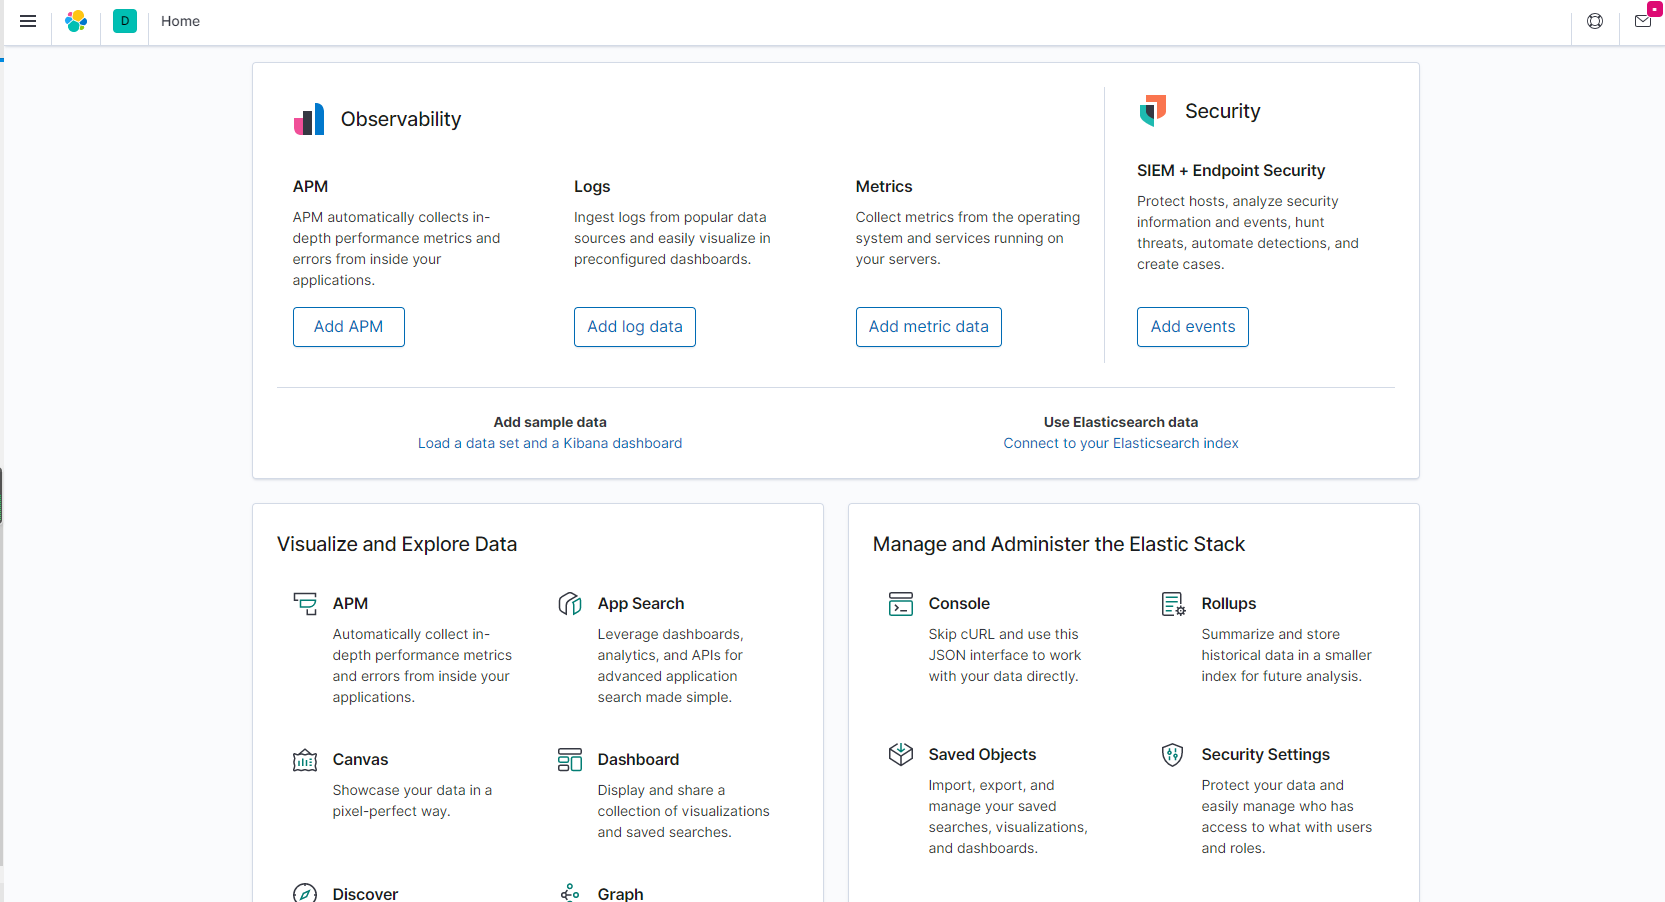 D
Home
Observability
APM
APM automatically collects in-
depth performance metrics and
errors from inside your
applications.
Add APM
Logs
Ingest logs from popular data
sources and easily visualize in
preconfigured dashboards.
Add log data
Metrics
Collect metrics from the operating
system and services running on
your servers.
Add metric data
Security
SIEM + Endpoint Security
Protect hosts, analyze security
information and events, hunt
threats, automate detections, and
create cases.
Add events
Add sample data
Load a data set and a Kibana dashboard
Use Elasticsearch data
Connect to your Elasticsearch index
Visualize and Explore Data
APM
Automatically collect in-
depth performance metrics
and errors from inside your
applications.
App Search
Leverage dashboards,
analytics, and APIs for
advanced application
search made simple.
Canvas
Showcase your data in a
pixel-perfect way.
Dashboard
Display and share a
collection of visualizations
and saved searches.
Discover
Graph
Manage and Administer the Elastic Stack
Console
Skip cURL and use this
JSON interface to work
with your data directly.
Rollups
Summarize and store
historical data in a smaller
index for future analysis.
Saved Objects
Import, export, and
manage your saved
searches, visualizations,
and dashboards.
Security Settings
Protect your data and
easily manage who has
access to what with users
and roles.